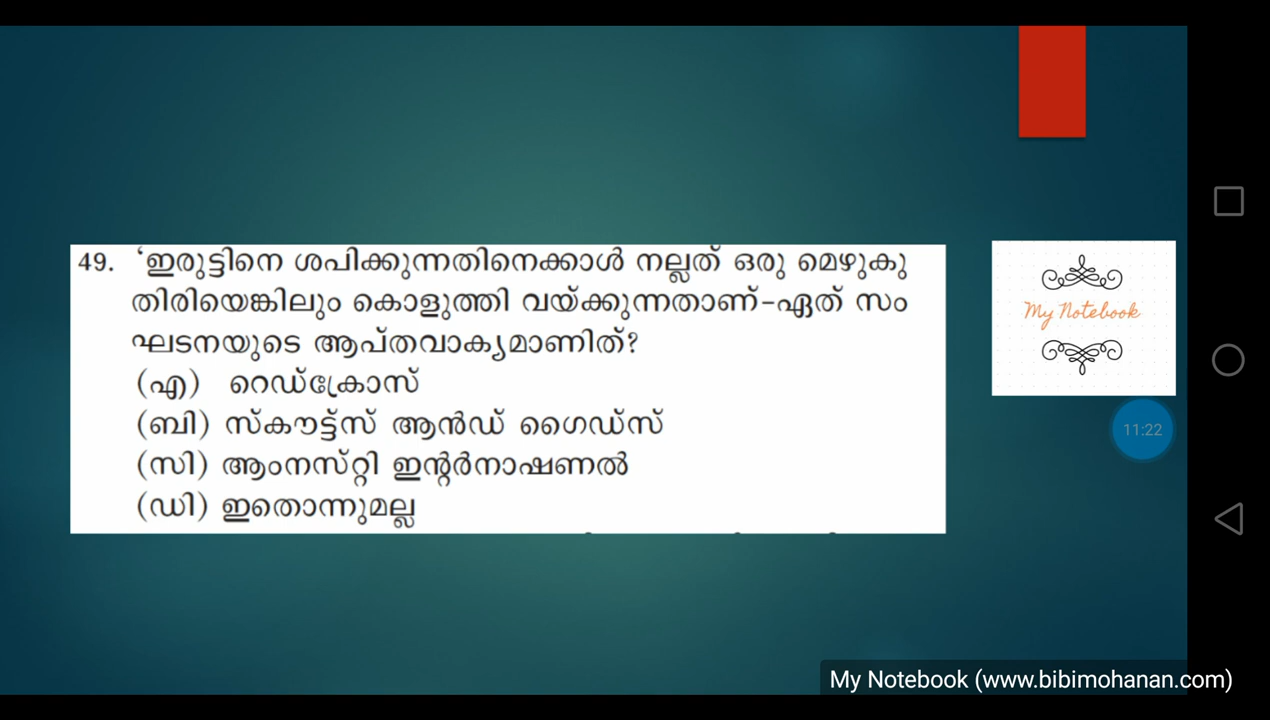 49. ‘ഇരുട്ടിനെ ശപിക്കുന്നതിനെക്കാൾ നല്ലത് ഒരു മെഴുകു
തിരിയെങ്കിലും കൊളുത്തി വയ്ക്കുന്നതാണ്-ഏത് സം
ഘടനയുടെ ആപ്തവാക്യമാണിത്?
(എ) റെഡ്ക്രോസ്
(ബി) സ്കൗട്ട്സ് ആൻഡ് ഗൈഡ്സ്
(സി) ആംനസ്റ്റി ഇന്റർനാഷണൽ
(ഡി) ഇതൊന്നുമല്ല
My Notebook
11:22
My Notebook (www.bibimohanan.com)